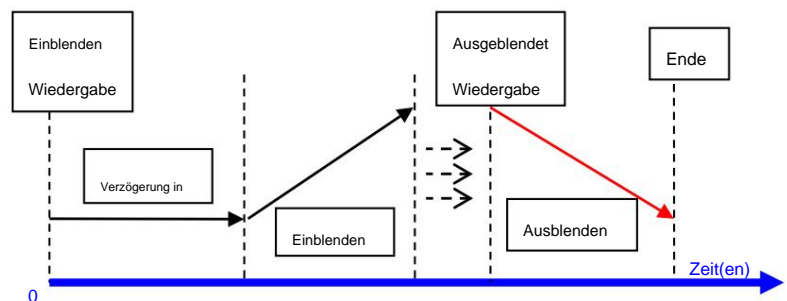 Einblenden
Wiedergabe
Ausgeblendet
Wiedergabe
Ende
Verzögerung in
Einblenden
Ausblenden
Zeit(en)
0